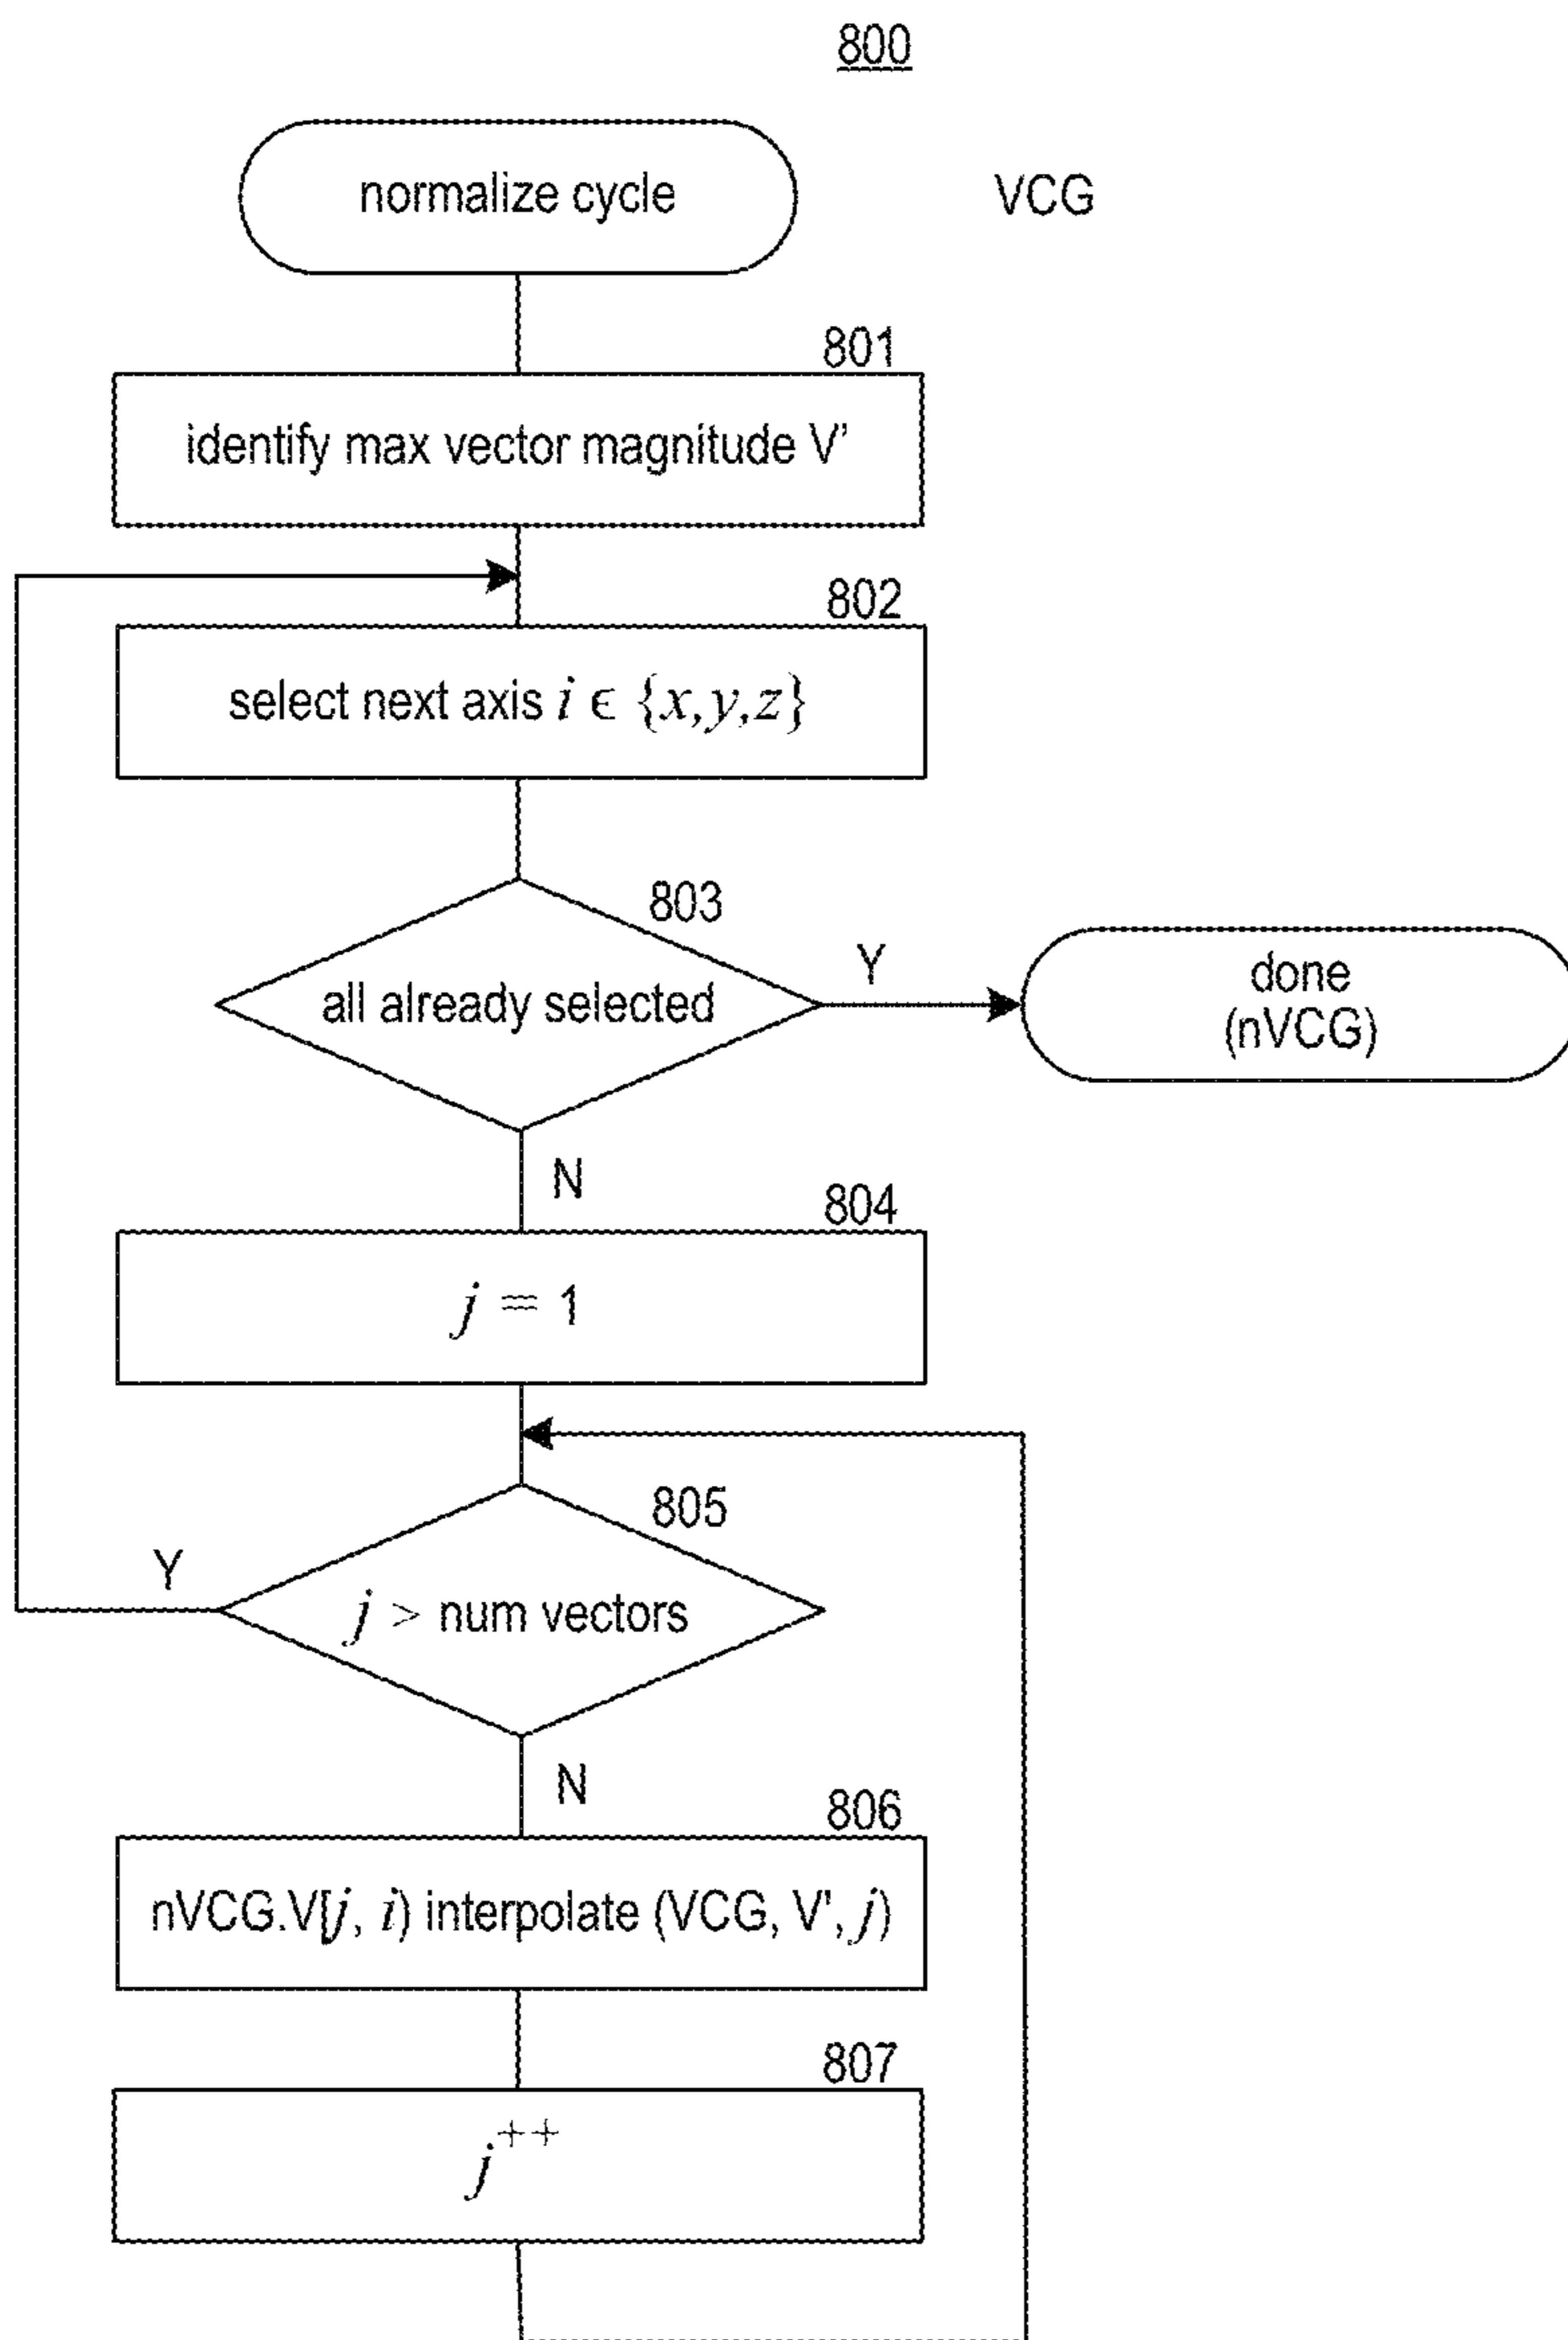 800
normalize cycle
VCG
801
identify max vector magnitude V'
802
select next axis i ϵ {x,y,z}
803
all already selected
Y
done
(nVCG)
N
804
j = 1
805
Y
j > num vectors
N
806
nVCG.V[j, i) interpolate (VCG, V', j)
807
j++